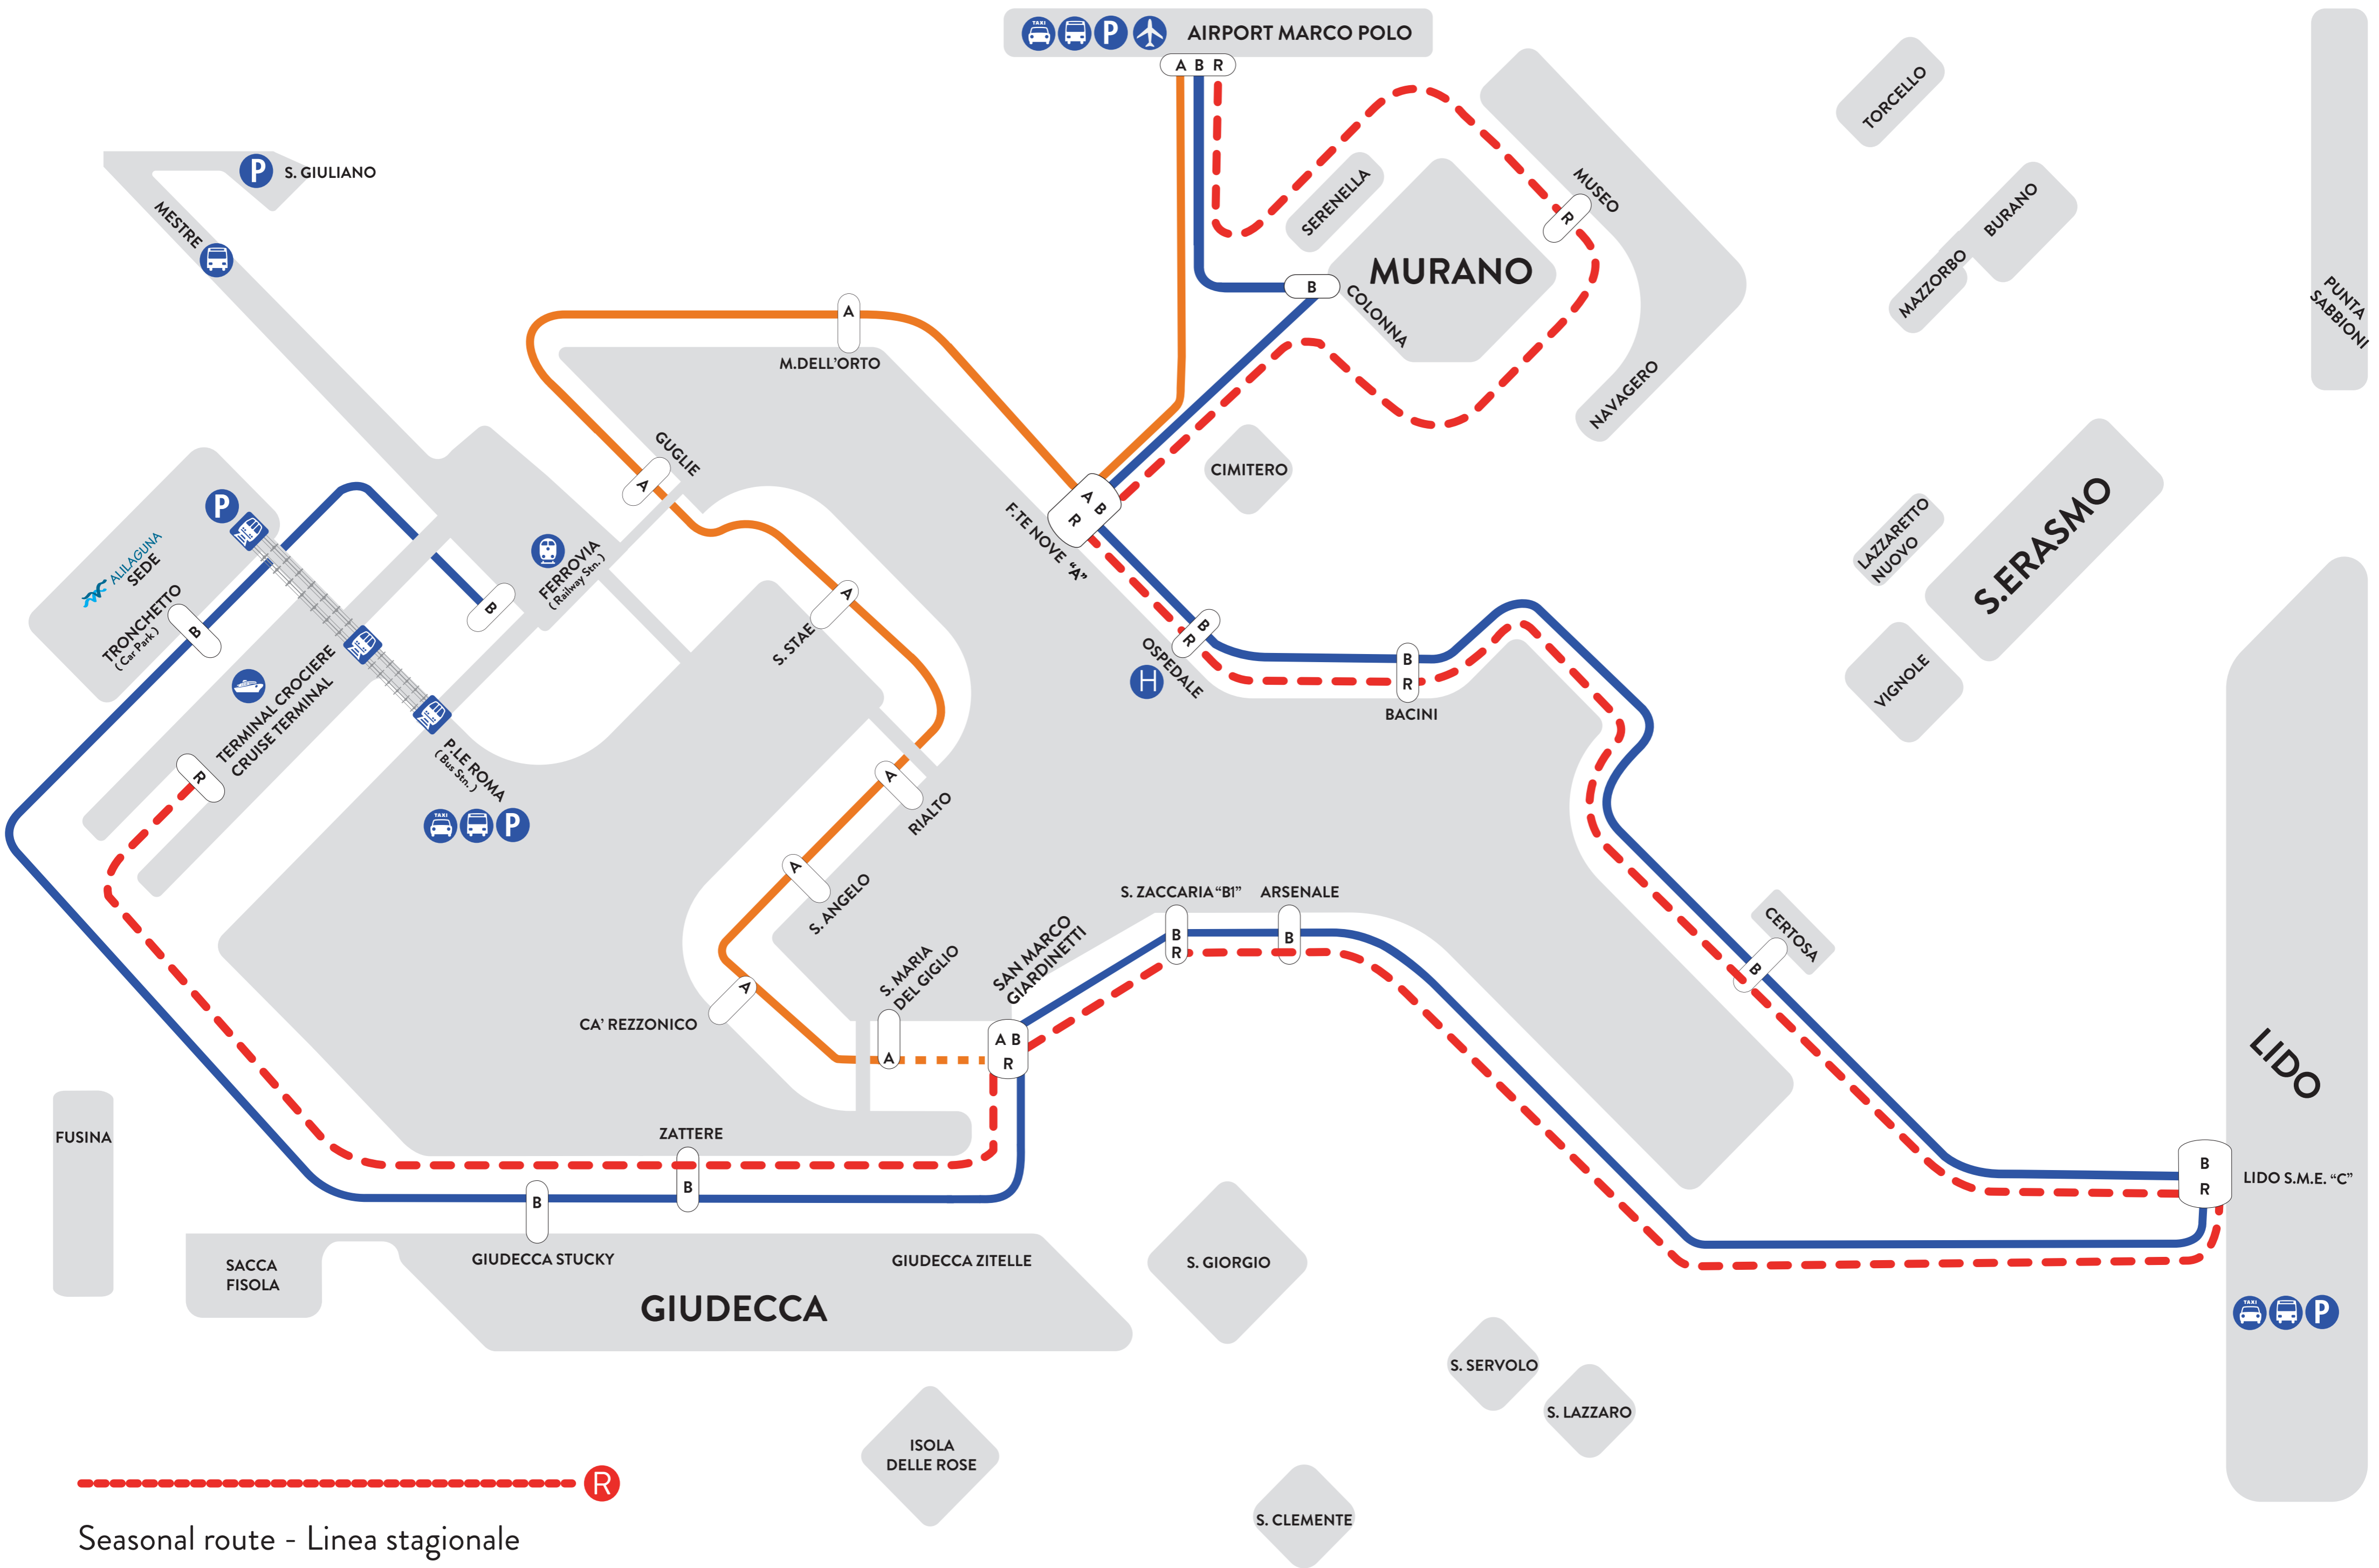 TAXI
P
AIRPORT MARCO POLO
A B R
TORCELLO
P
S. GIULIANO
MESTRE
SERENELLA
MUSEO
R
MURANO
B
COLONNA
BURANO
MAZZORBO
PUNTA
SABBIONI
A
M.DELL'ORTO
NAVAGERO
GUGLIE
A
CIMITERO
A B
R
F.TE NOVE "A"
P
ALILAGUNA
SEDE
TRONCHETTO
( Car Park )
B
FERROVIA
( Railway Stn. )
B
S.ERASMO
LAZZARETTO
NUOVO
VIGNOLE
A
S. STAE
B
R
OSPEDALE
H
B
R
BACINI
TERMINAL CROCIERE
CRUISE TERMINAL
R
P.LE ROMA
( Bus Stn. )
TAXI
P
A
RIALTO
A
S. ANGELO
S. ZACCARIA "B1"
ARSENALE
B
R
B
CERTOSA
B
S. MARIA
DEL GIGLIO
A
SAN MARCO
GIARDINETTI
A B
R
A
CA' REZZONICO
LIDO
FUSINA
ZATTERE
B
B
GIUDECCA STUCKY
GIUDECCA ZITELLE
B
R
LIDO S.M.E. "C"
SACCA
FISOLA
GIUDECCA
S. GIORGIO
TAXI
P
S. SERVOLO
S. LAZZARO
ISOLA
DELLE ROSE
S. CLEMENTE
R
Seasonal route - Linea stagionale